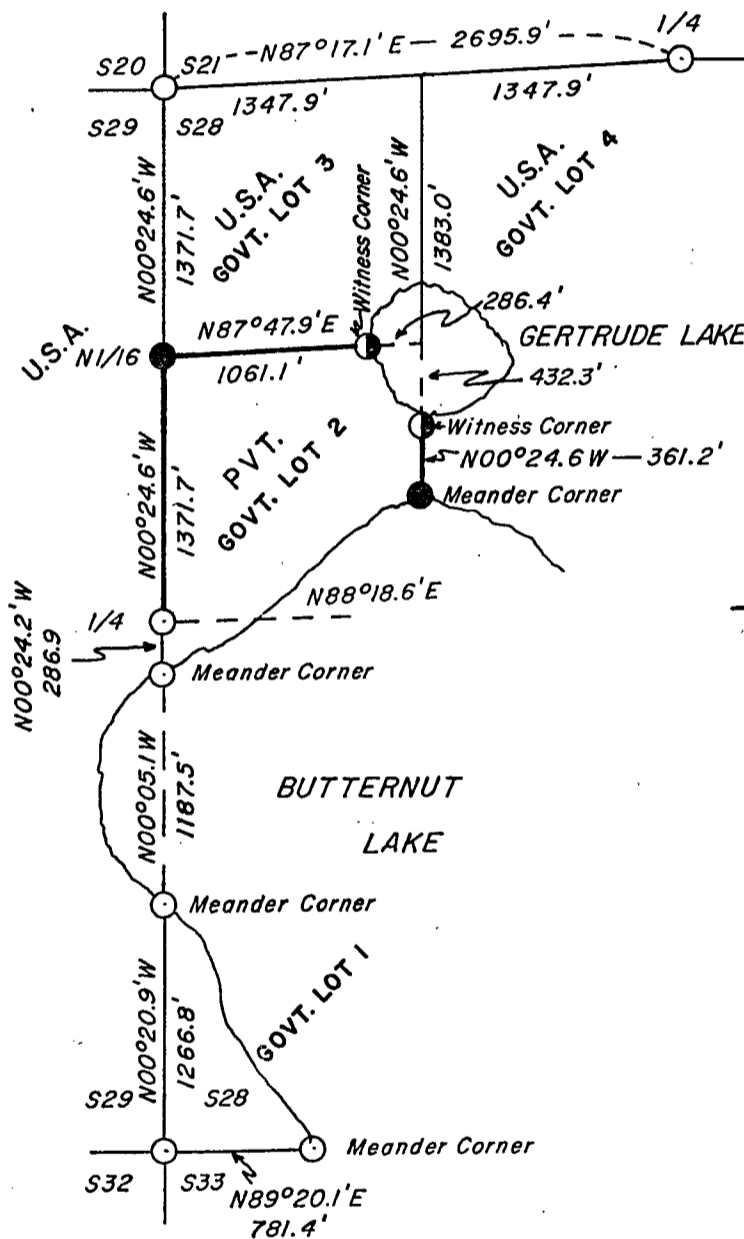 1/4
S20 S21
N87°17.1'E — 2695.9'
1347.9'
1347.9'
S29 S28
N00°24.6'W
1371.7'
U.S.A.
GOVT. LOT 3
Witness Corner
N00°24.6'W
1383.0'
U.S.A.
GOVT. LOT 4
286.4'
GERTRUDE LAKE
U.S.A.
N1/16
N87°47.9'E
1061.1'
432.3'
Witness Corner
N00°24.6W — 361.2'
Meander Corner
PVT.
GOVT. LOT 2
N00°24.6'W
1371.7'
N88°18.6'E
1/4
N00°24.2'W
286.9
Meander Corner
N00°05.1W
1187.5'
BUTTERNUT
LAKE
Meander Corner
GOVT. LOT 1
N00°20.9'W
1266.8'
S29 S28
Meander Corner
S32 S33
N89°20.1'E
781.4'